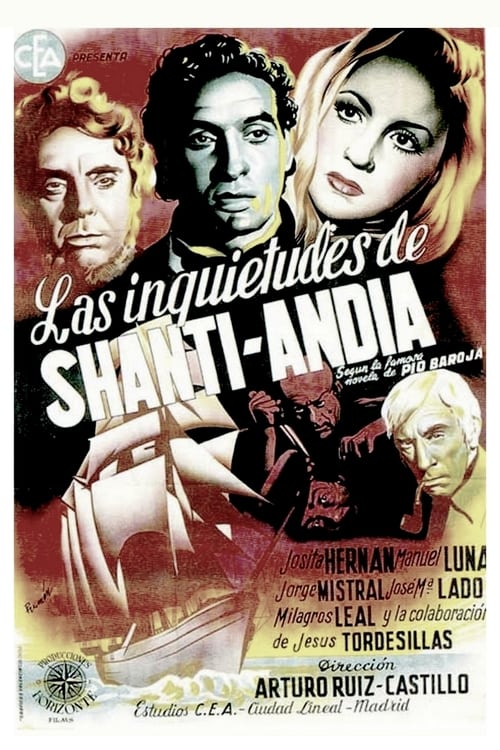 CEA
PRESENTA
Las inquietudes de
SHANTI-ANDIA
Segun la famosa
novela de PIO BAROJA
Josita HERNAN Manuel LUNA
Jorge MISTRAL José Mª LADO
Milagros LEAL y la colaboración
de Jesus TORDESILLAS
Dirección
ARTURO RUIZ-CASTILLO
Estudios C.E.A.-Ciudad Lineal-Madrid
PRODUCCIONES
HORIZONTE
FILMS